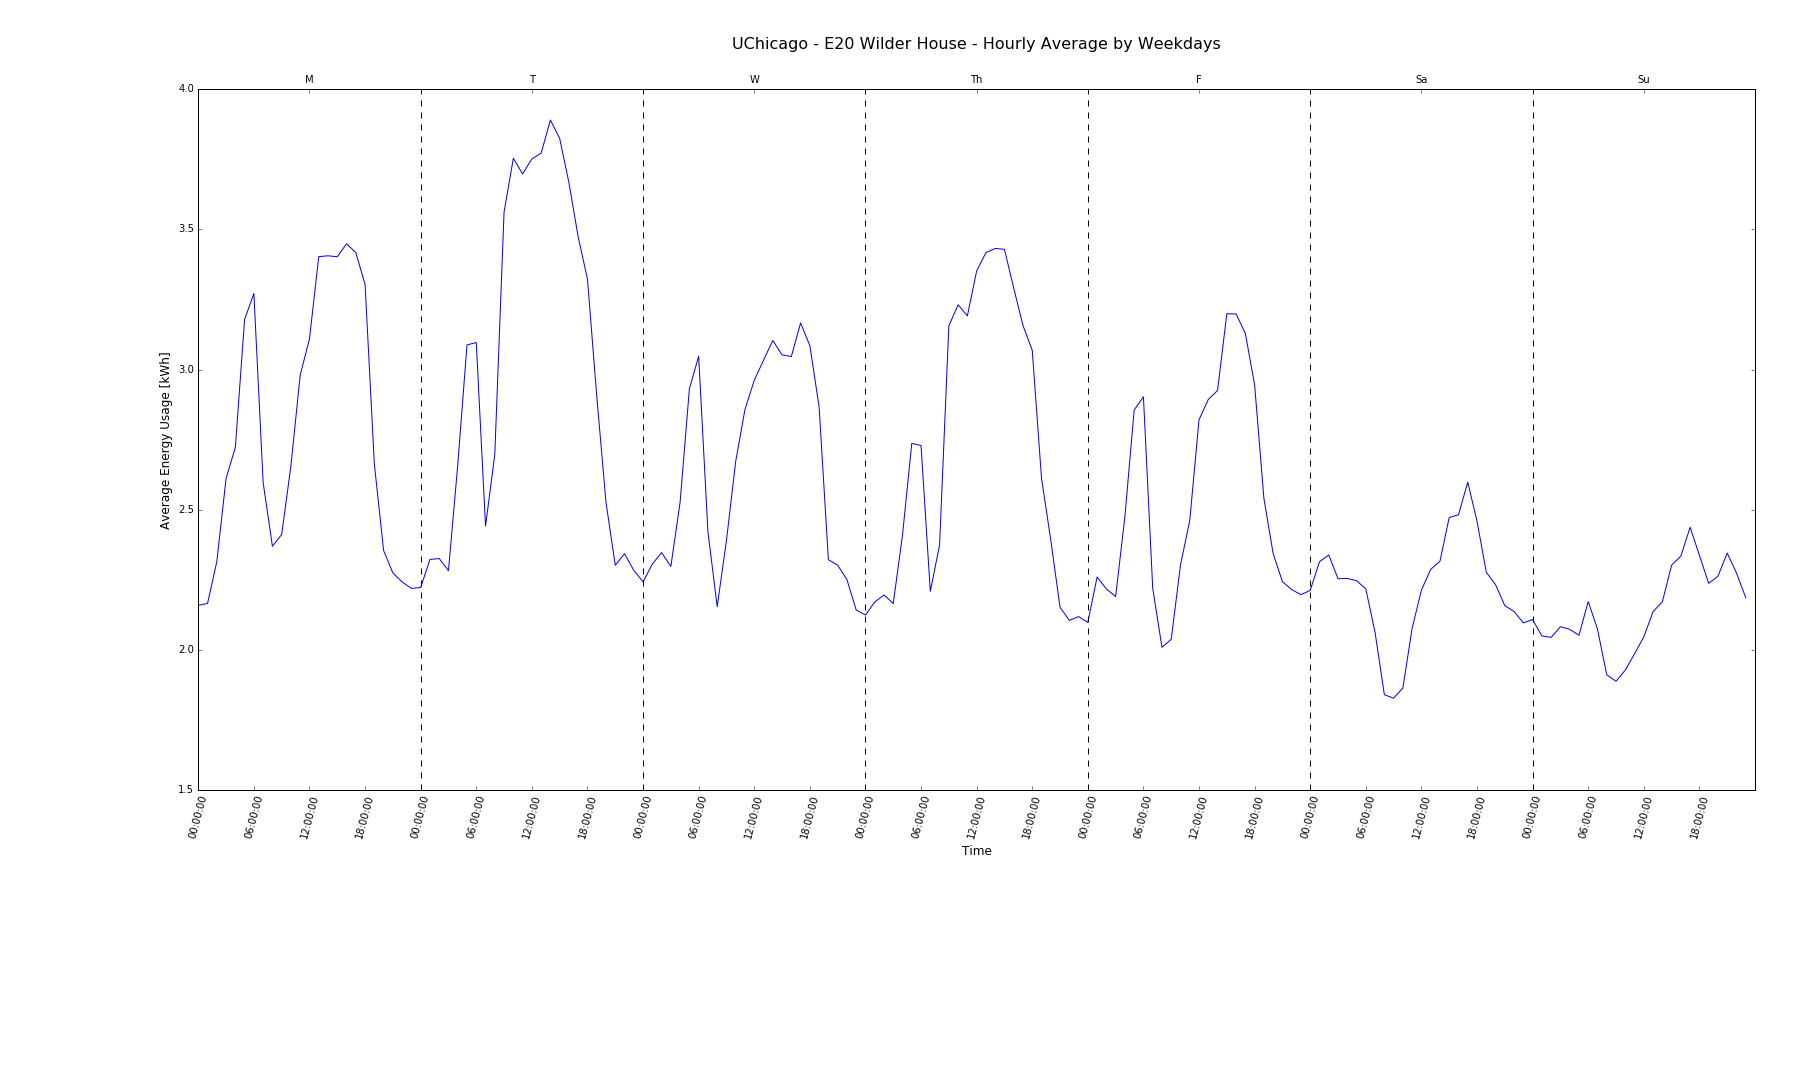 UChicago - E20 Wilder House - Hourly Average by Weekdays
M T W Th F Sa Su
4.0
3.5
3.0
2.5
2.0
1.5
Average Energy Usage [kWh]
00:00:00 06:00:00 12:00:00 18:00:00 00:00:00 06:00:00 12:00:00 18:00:00 00:00:00 06:00:00 12:00:00 18:00:00 00:00:00 06:00:00 12:00:00 18:00:00 00:00:00 06:00:00 12:00:00 18:00:00 00:00:00 06:00:00 12:00:00 18:00:00 00:00:00 06:00:00 12:00:00 18:00:00
Time